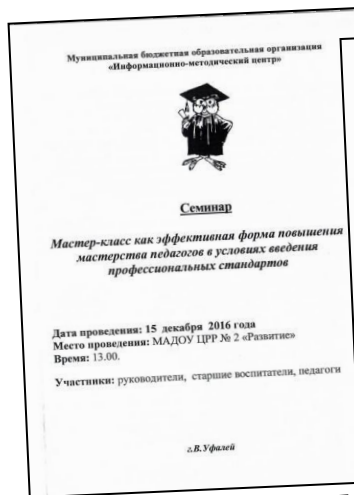 Муниципальная бюджетная образовательная организация
«Информационно-методический центр»
Семинар
Мастер-класс как эффективная форма повышения
мастерства педагогов в условиях введения
профессиональных стандартов
Дата проведения: 15 декабря 2016 года
Место проведения: МАДОУ ЦРР № 2 «Развитие»
Время: 13.00.
Участники: руководители, старшие воспитатели, педагоги
г.В.Уфалей